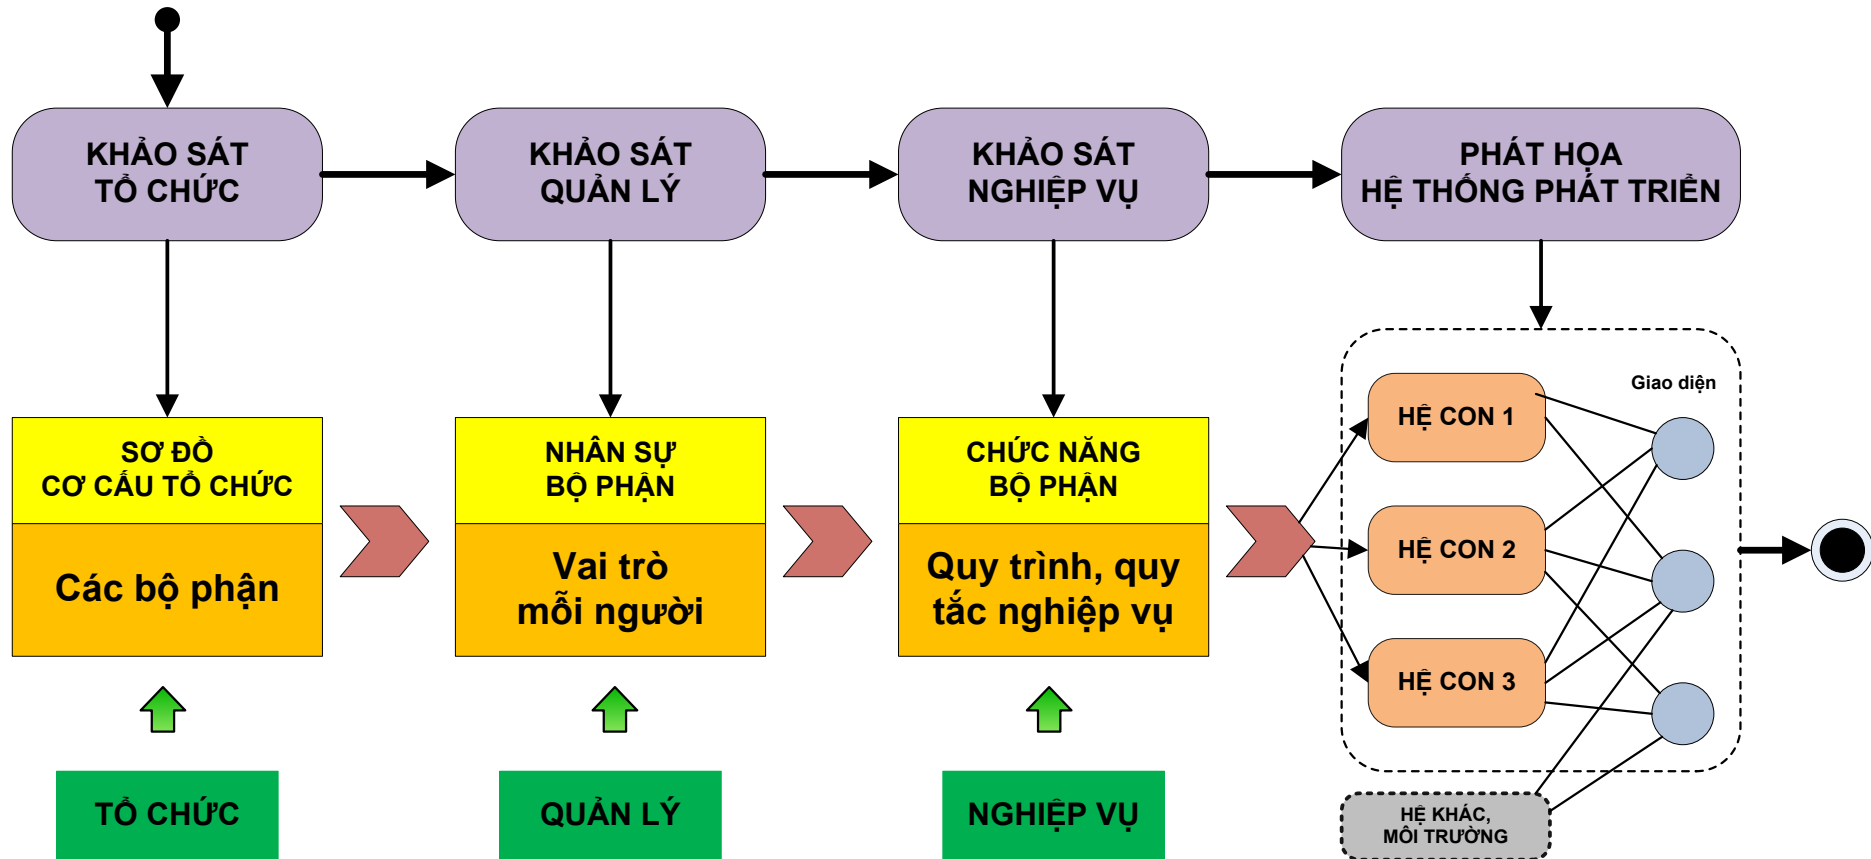 KHẢO SÁT
TỔ CHỨC
KHẢO SÁT
QUẢN LÝ
KHẢO SÁT
NGHIỆP VỤ
PHÁT HỌA
HỆ THỐNG PHÁT TRIỂN
SƠ ĐỒ
CƠ CẤU TỔ CHỨC
Các bộ phận
NHÂN SỰ
BỘ PHẬN
Vai trò
mỗi người
CHỨC NĂNG
BỘ PHẬN
Quy trình, quy
tắc nghiệp vụ
Giao diện
HỆ CON 1
HỆ CON 2
HỆ CON 3
TỔ CHỨC
QUẢN LÝ
NGHIỆP VỤ
HỆ KHÁC,
MÔI TRƯỜNG